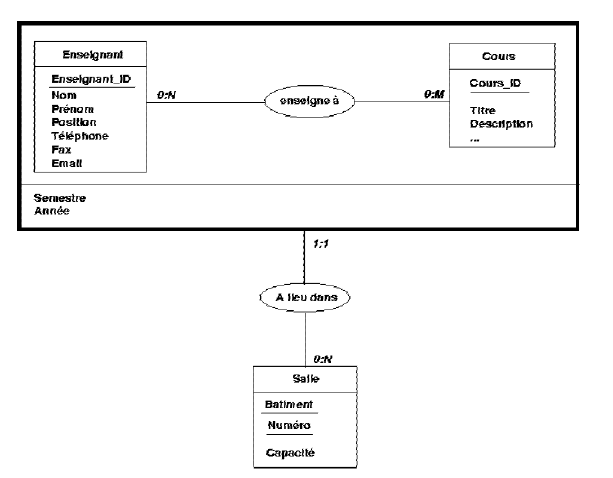 Enseignant
Enseignant_ID
Nom
Prénom
Position
Téléphone
Fax
Email
0:N
enseigne à
0:M
Cours
Cours_ID
Titre
Description
...
Semestre
Année
1:1
A lieu dans
0:N
Salle
Batiment
Numéro
Capacité